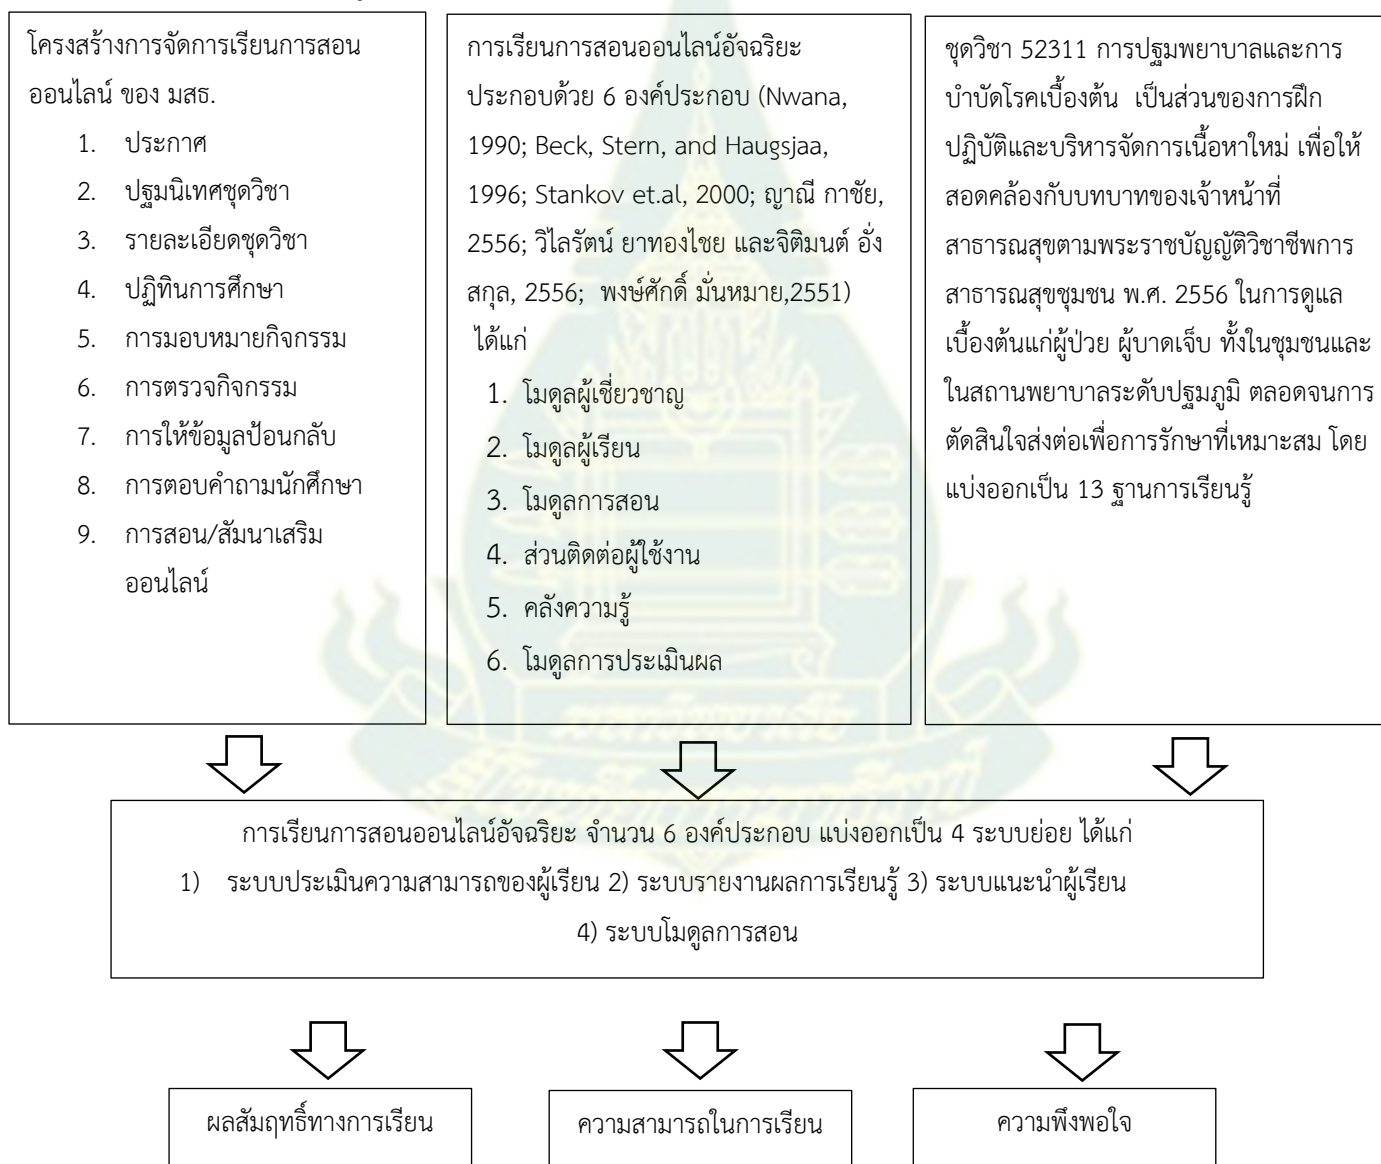 โครงสร้างการจัดการเรียนการสอน
ออนไลน์ ของ มสธ.
1. ประกาศ
2. ปฐมนิเทศชุดวิชา
3. รายละเอียดชุดวิชา
4. ปฏิทินการศึกษา
5. การมอบหมายกิจกรรม
6. การตรวจกิจกรรม
7. การให้ข้อมูลป้อนกลับ
8. การตอบคำถามนักศึกษา
9. การสอน/สัมนาเสริม
ออนไลน์
การเรียนการสอนออนไลน์อัจฉริยะ
ประกอบด้วย 6 องค์ประกอบ (Nwana,
1990; Beck, Stern, and Haugsjaa,
1996; Stankov et.al, 2000; ญาณี กาชัย,
2556; วิไลรัตน์ ยาทองไชย และจิติมนต์ อั่ง
สกุล, 2556; พงษ์ศักดิ์ มั่นหมาย,2551)
ได้แก่
1. โมดูลผู้เชี่ยวชาญ
2. โมดูลผู้เรียน
3. โมดูลการสอน
4. ส่วนติดต่อผู้ใช้งาน
5. คลังความรู้
6. โมดูลการประเมินผล
ชุดวิชา 52311 การปฐมพยาบาลและการ
บำบัดโรคเบื้องต้น เป็นส่วนของการฝึก
ปฏิบัติและบริหารจัดการเนื้อหาใหม่ เพื่อให้
สอดคล้องกับบทบาทของเจ้าหน้าที่
สาธารณสุขตามพระราชบัญญัติวิชาชีพการ
สาธารณสุขชุมชน พ.ศ. 2556 ในการดูแล
เบื้องต้นแก่ผู้ป่วย ผู้บาดเจ็บ ทั้งในชุมชนและ
ในสถานพยาบาลระดับปฐมภูมิ ตลอดจนการ
ตัดสินใจส่งต่อเพื่อการรักษาที่เหมาะสม โดย
แบ่งออกเป็น 13 ฐานการเรียนรู้
การเรียนการสอนออนไลน์อัจฉริยะ จำนวน 6 องค์ประกอบ แบ่งออกเป็น 4 ระบบย่อย ได้แก่
1) ระบบประเมินความสามารถของผู้เรียน 2) ระบบรายงานผลการเรียนรู้ 3) ระบบแนะนำผู้เรียน
4) ระบบโมดูลการสอน
ผลสัมฤทธิ์ทางการเรียน
ความสามารถในการเรียน
ความพึงพอใจ